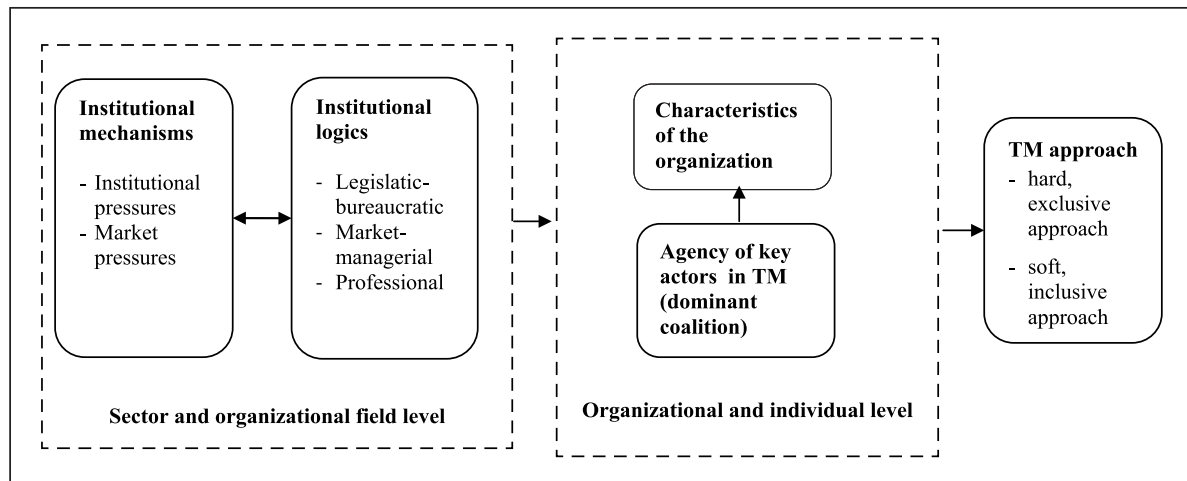 Institutional
mechanisms
- Institutional
pressures
- Market
pressures
Institutional
logics
- Legislatic-
bureaucratic
- Market-
managerial
- Professional
Sector and organizational field level
Characteristics
of the
organization
Agency of key
actors in TM
(dominant
coalition)
Organizational and individual level
TM approach
- hard,
exclusive
approach
- soft,
inclusive
approach